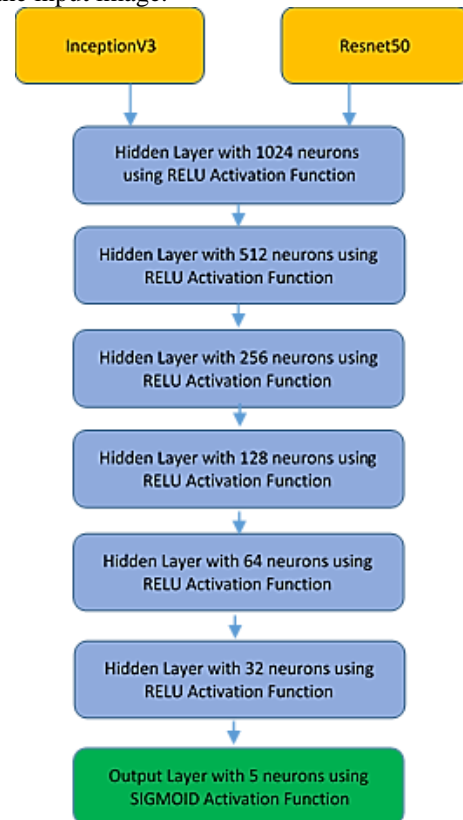 the input image.
InceptionV3
Resnet50
Hidden Layer with 1024 neurons
using RELU Activation Function
Hidden Layer with 512 neurons using
RELU Activation Function
Hidden Layer with 256 neurons using
RELU Activation Function
Hidden Layer with 128 neurons using
RELU Activation Function
Hidden Layer with 64 neurons using
RELU Activation Function
Hidden Layer with 32 neurons using
RELU Activation Function
Output Layer with 5 neurons using
SIGMOID Activation Function